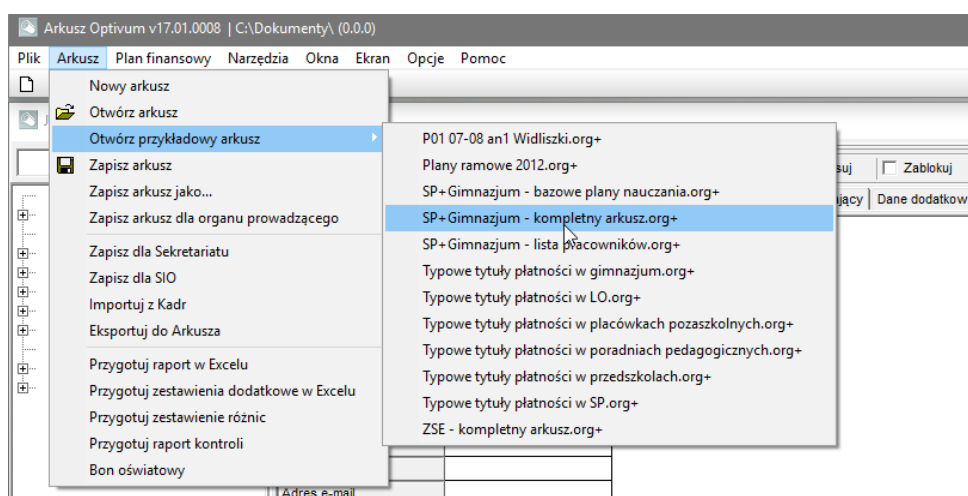 Arkusz Optivum v17.01.0008 | C:\Dokumenty\ (0.0.0)
Plik Arkusz Plan finansowy Narzędzia Okna Ekran Opcje Pomoc
Nowy arkusz
Otwórz arkusz
Otwórz przykładowy arkusz
Zapisz arkusz
Zapisz arkusz jako...
Zapisz arkusz dla organu prowadzącego
Zapisz dla Sekretariatu
Zapisz dla SIO
Importuj z Kadr
Eksportuj do Arkusza
Przygotuj raport w Excelu
Przygotuj zestawienia dodatkowe w Excelu
Przygotuj zestawienie różnic
Przygotuj raport kontroli
Bon oświatowy
P01 07-08 an1 Widliszki.org+
Plany ramowe 2012.org+
SP+Gimnazjum - bazowe plany nauczania.org+
SP+Gimnazjum - kompletny arkusz.org+
SP+Gimnazjum - lista pracowników.org+
Typowe tytuły płatności w gimnazjum.org+
Typowe tytuły płatności w LO.org+
Typowe tytuły płatności w placówkach pozaszkolnych.org+
Typowe tytuły płatności w poradniach pedagogicznych.org+
Typowe tytuły płatności w przedszkolach.org+
Typowe tytuły płatności w SP.org+
ZSE - kompletny arkusz.org+
suj Zablokuj
jący Dane dodatkow
Adres e-mail